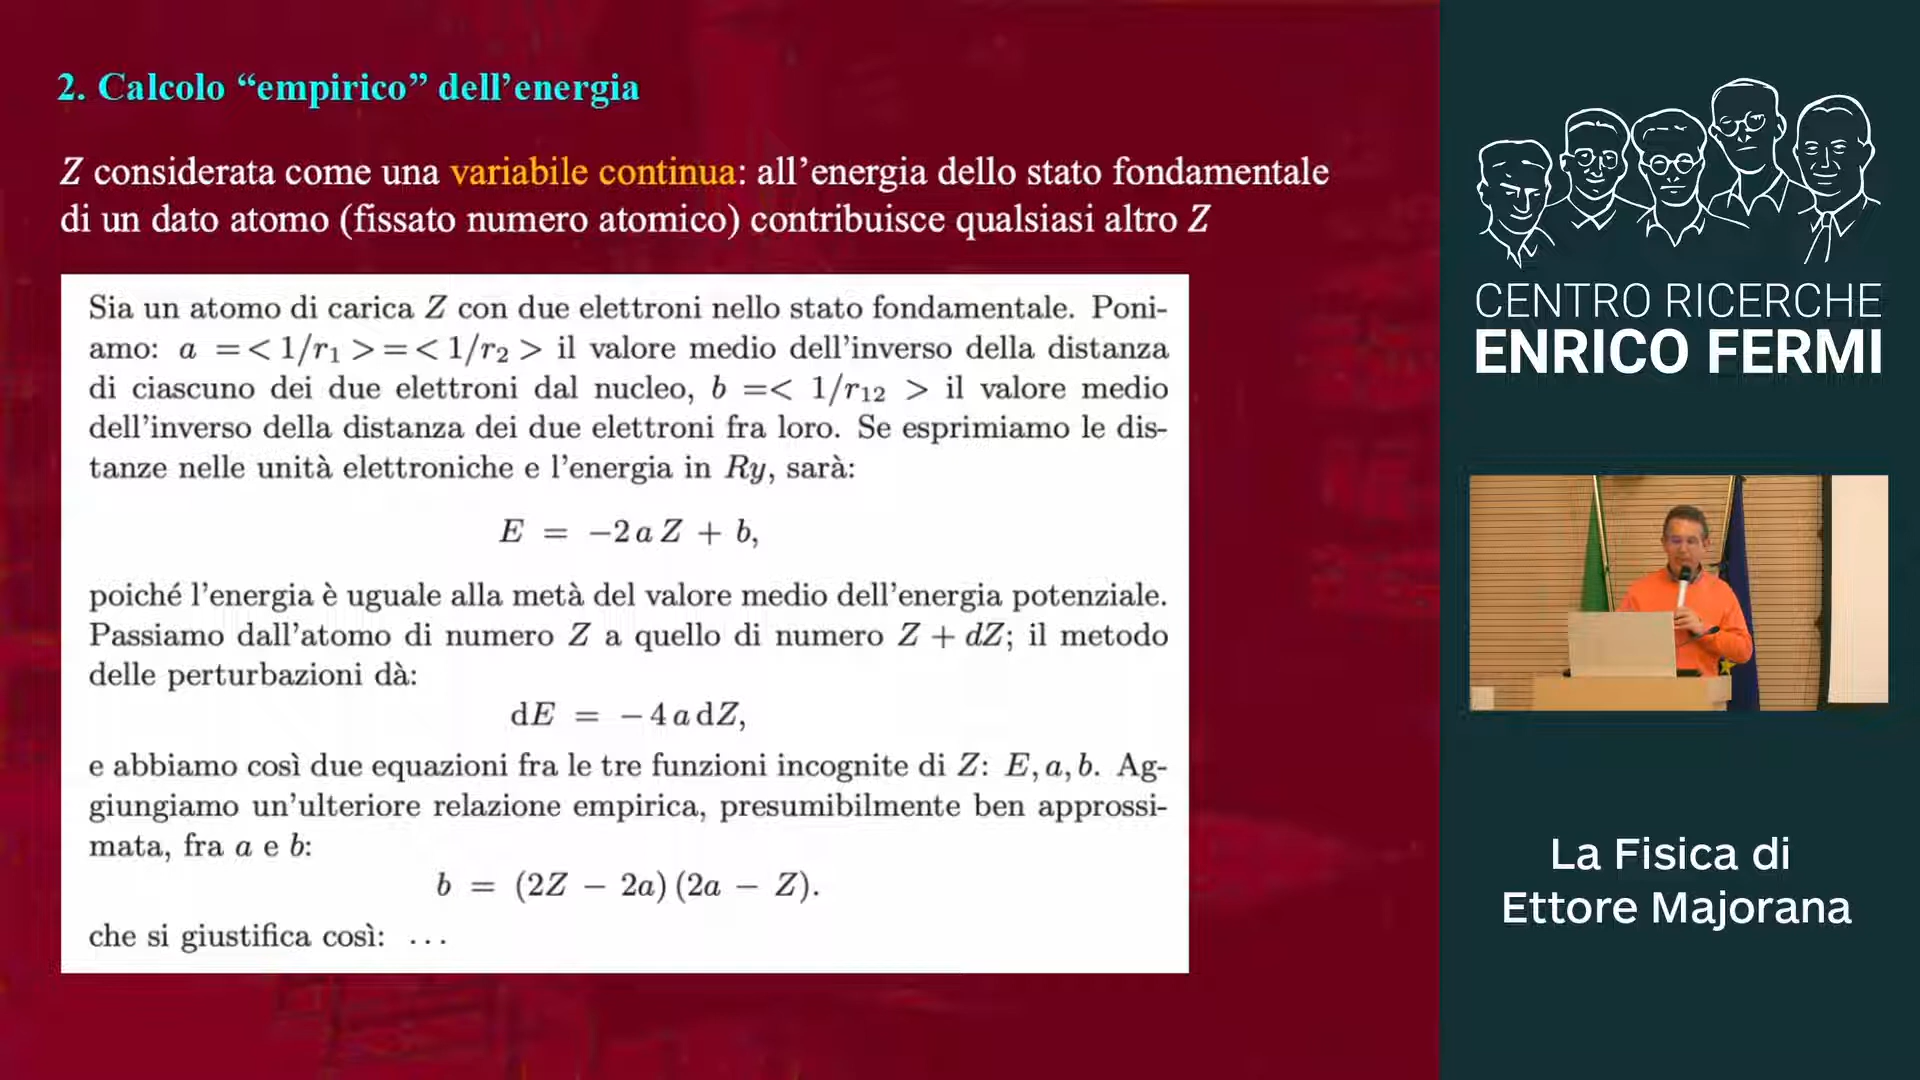 2. Calcolo “empirico” dell’energia
Z considerata come una variabile continua: all’energia dello stato fondamentale
di un dato atomo (fissato numero atomico) contribuisce qualsiasi altro Z
Sia un atomo di carica Z con due elettroni nello stato fondamentale. Poni-
amo: a =< 1/r₁ >=< 1/r₂ > il valore medio dell’inverso della distanza
di ciascuno dei due elettroni dal nucleo, b =< 1/r₁₂ > il valore medio
dell’inverso della distanza dei due elettroni fra loro. Se esprimiamo le dis-
tanze nelle unità elettroniche e l’energia in Ry, sarà:
E = −2 a Z + b,
poiché l’energia è uguale alla metà del valore medio dell’energia potenziale.
Passiamo dall’atomo di numero Z a quello di numero Z + dZ; il metodo
delle perturbazioni dà:
dE = − 4 a dZ,
e abbiamo così due equazioni fra le tre funzioni incognite di Z: E, a, b. Ag-
giungiamo un’ulteriore relazione empirica, presumibilmente ben approssi-
mata, fra a e b:
b = (2Z − 2a) (2a − Z).
che si giustifica così: ...
CENTRO RICERCHE
ENRICO FERMI
La Fisica di
Ettore Majorana